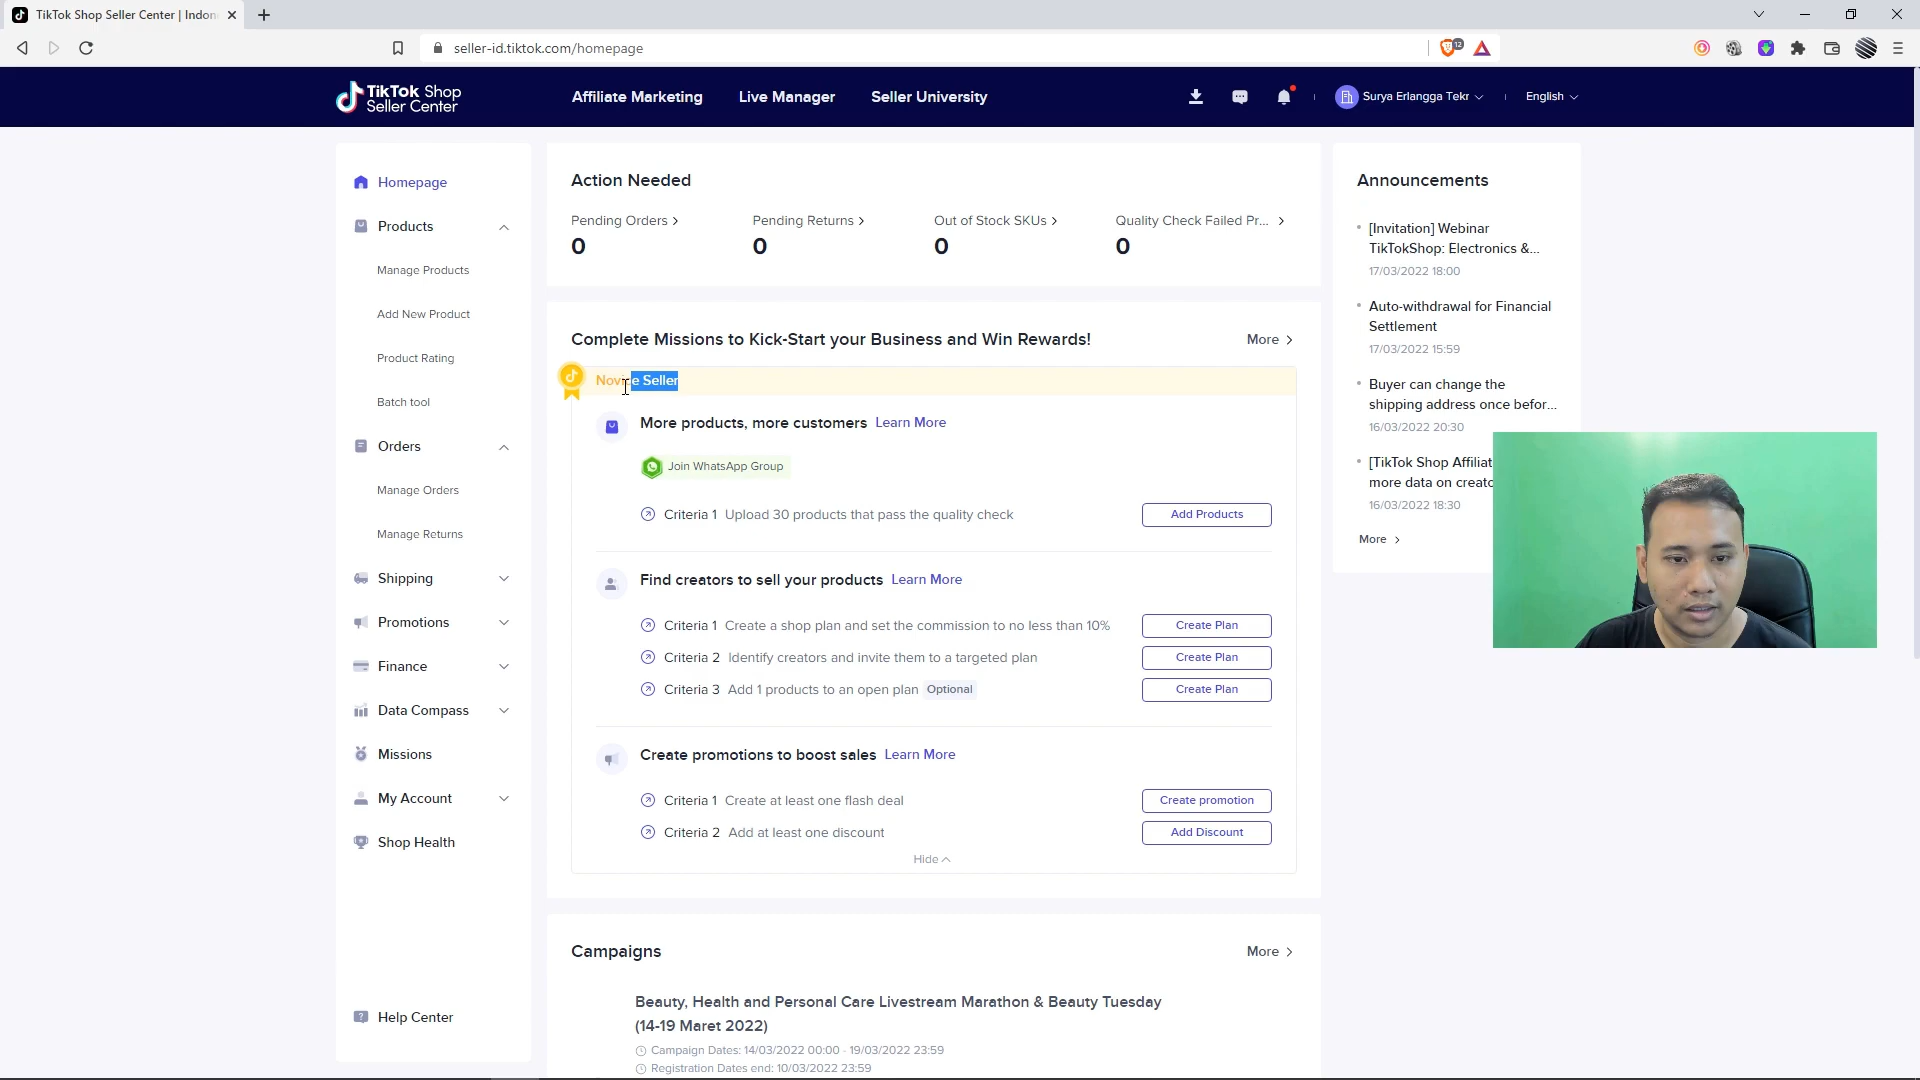 TikTok Shop Seller Center | Indon
seller-id.tiktok.com/homepage
12
TikTok Shop
Seller Center
Affiliate Marketing
Live Manager
Seller University
Surya Erlangga Tekr
English
Homepage
Products
Manage Products
Add New Product
Product Rating
Batch tool
Orders
Manage Orders
Manage Returns
Shipping
Promotions
Finance
Data Compass
Missions
My Account
Shop Health
Help Center
Action Needed
Pending Orders
0
Pending Returns
0
Out of Stock SKUs
0
Quality Check Failed Pr...
0
Complete Missions to Kick-Start your Business and Win Rewards!
More
Novice Seller
More products, more customers Learn More
Join WhatsApp Group
Criteria 1 Upload 30 products that pass the quality check
Add Products
Find creators to sell your products Learn More
Criteria 1 Create a shop plan and set the commission to no less than 10%
Create Plan
Criteria 2 Identify creators and invite them to a targeted plan
Create Plan
Criteria 3 Add 1 products to an open plan Optional
Create Plan
Create promotions to boost sales Learn More
Criteria 1 Create at least one flash deal
Create promotion
Criteria 2 Add at least one discount
Add Discount
Hide
Campaigns
More
Beauty, Health and Personal Care Livestream Marathon & Beauty Tuesday
(14-19 Maret 2022)
Campaign Dates: 14/03/2022 00:00 - 19/03/2022 23:59
Registration Dates end: 10/03/2022 23:59
Announcements
[Invitation] Webinar
TikTokShop: Electronics &...
17/03/2022 18:00
Auto-withdrawal for Financial
Settlement
17/03/2022 15:59
Buyer can change the
shipping address once befor...
16/03/2022 20:30
[TikTok Shop Affiliat
more data on creato
16/03/2022 18:30
More